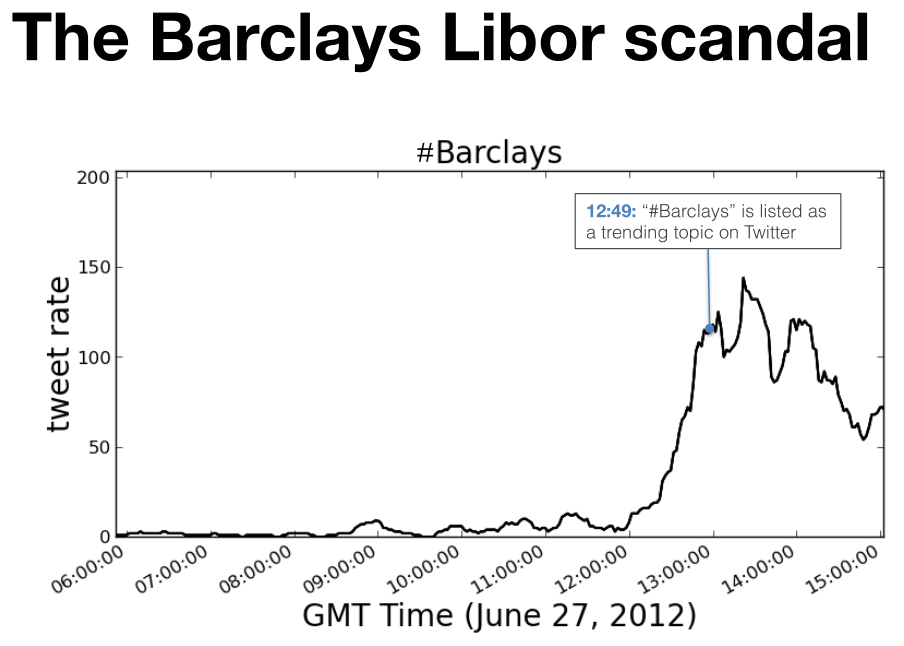 The Barclays Libor scandal
#Barclays
12:49: “#Barclays” is listed as
a trending topic on Twitter
tweet rate
200
150
100
50
0
06:00:00
07:00:00
08:00:00
09:00:00
10:00:00
11:00:00
12:00:00
13:00:00
14:00:00
15:00:00
GMT Time (June 27, 2012)